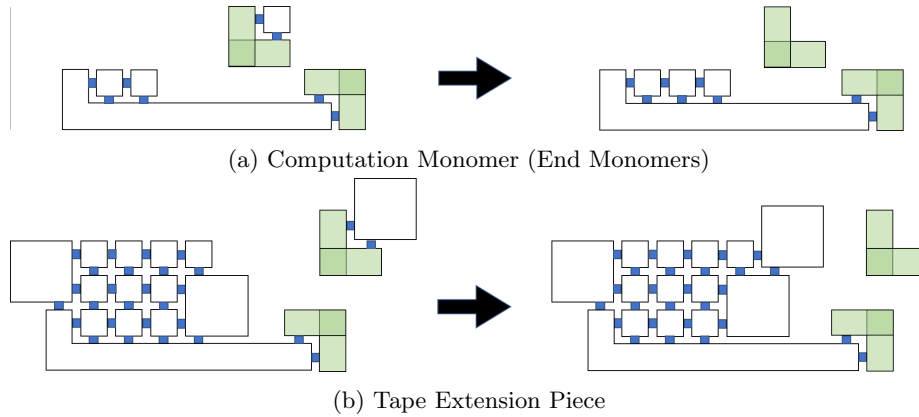 (a) Computation Monomer (End Monomers)
(b) Tape Extension Piece